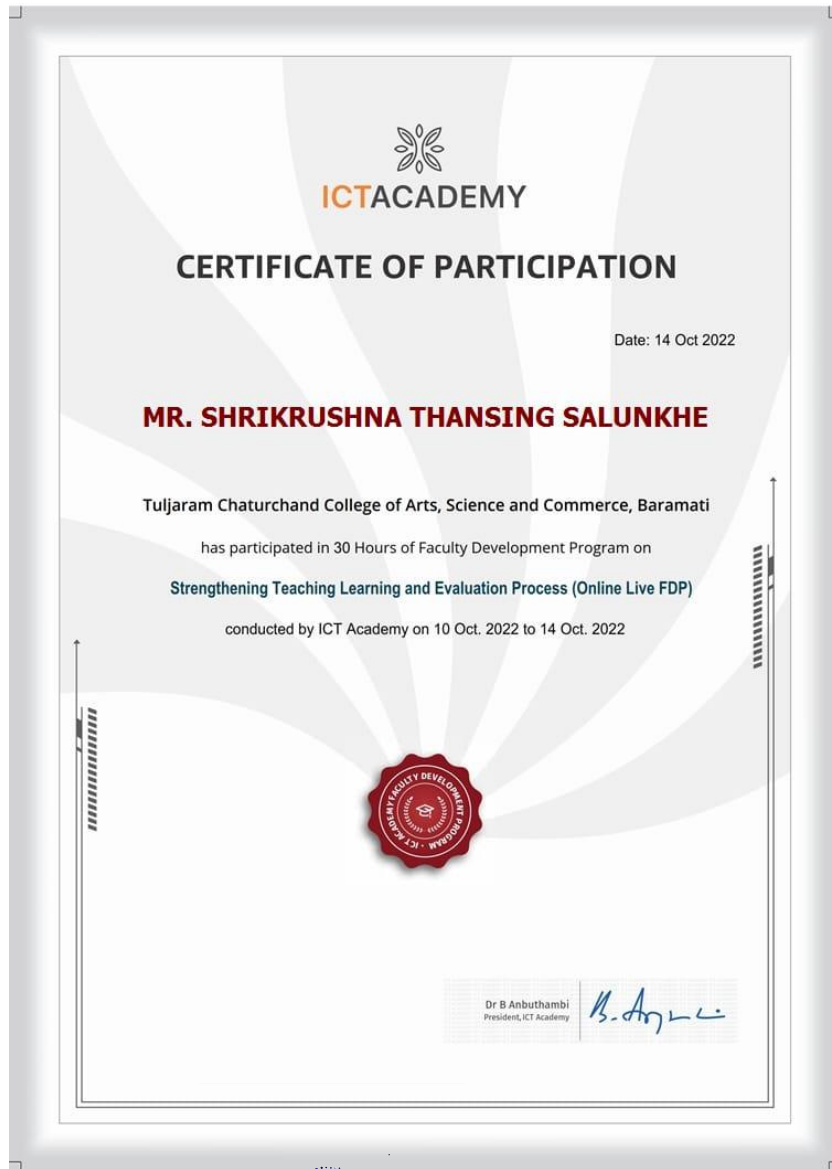 ICTACADEMY
CERTIFICATE OF PARTICIPATION
Date: 14 Oct 2022
MR. SHRIKRUSHNA THANSING SALUNKHE
Tuljaram Chaturchand College of Arts, Science and Commerce, Baramati
has participated in 30 Hours of Faculty Development Program on
Strengthening Teaching Learning and Evaluation Process (Online Live FDP)
conducted by ICT Academy on 10 Oct. 2022 to 14 Oct. 2022
ICT ACADEMY FACULTY DEVELOPMENT PROGRAM
Dr B Anbuthambi
President, ICT Academy